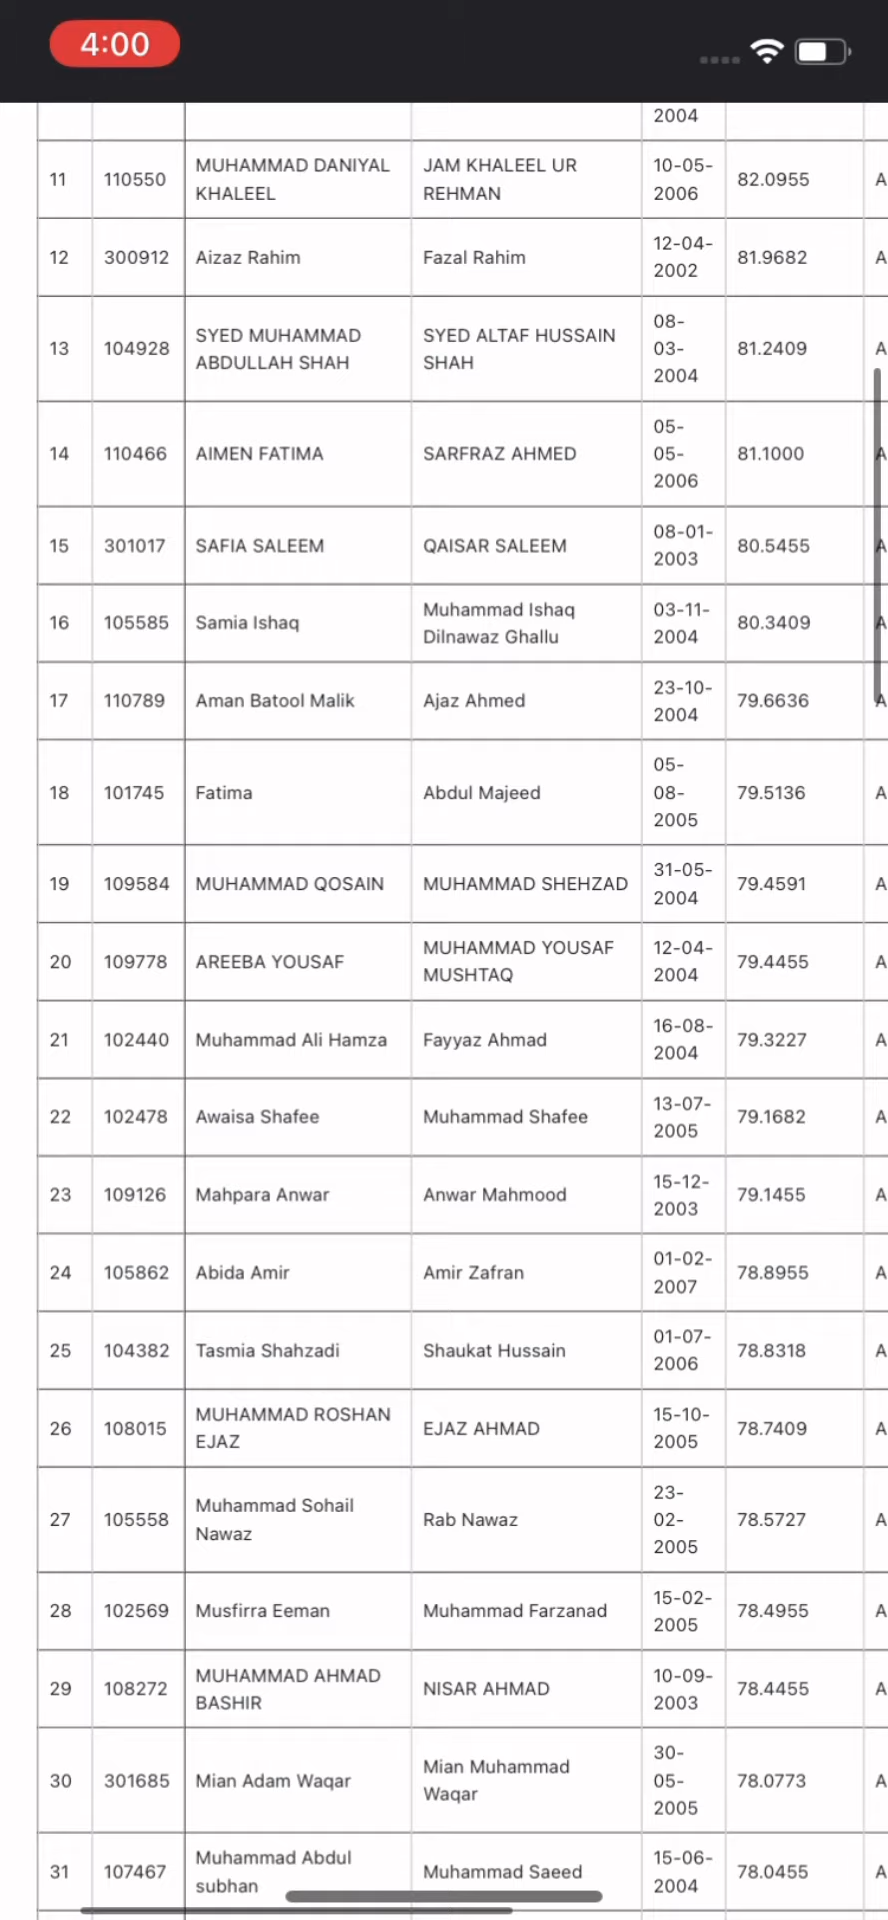 4:00
2004
11 110550 MUHAMMAD DANIYAL KHALEEL JAM KHALEEL UR REHMAN 10-05-2006 82.0955 A
12 300912 Aizaz Rahim Fazal Rahim 12-04-2002 81.9682 A
13 104928 SYED MUHAMMAD ABDULLAH SHAH SYED ALTAF HUSSAIN SHAH 08-03-2004 81.2409 A
14 110466 AIMEN FATIMA SARFRAZ AHMED 05-05-2006 81.1000 A
15 301017 SAFIA SALEEM QAISAR SALEEM 08-01-2003 80.5455 A
16 105585 Samia Ishaq Muhammad Ishaq Dilnawaz Ghallu 03-11-2004 80.3409 A
17 110789 Aman Batool Malik Ajaz Ahmed 23-10-2004 79.6636 A
18 101745 Fatima Abdul Majeed 05-08-2005 79.5136 A
19 109584 MUHAMMAD QOSAIN MUHAMMAD SHEHZAD 31-05-2004 79.4591 A
20 109778 AREEBA YOUSAF MUHAMMAD YOUSAF MUSHTAQ 12-04-2004 79.4455 A
21 102440 Muhammad Ali Hamza Fayyaz Ahmad 16-08-2004 79.3227 A
22 102478 Awaisa Shafee Muhammad Shafee 13-07-2005 79.1682 A
23 109126 Mahpara Anwar Anwar Mahmood 15-12-2003 79.1455 A
24 105862 Abida Amir Amir Zafran 01-02-2007 78.8955 A
25 104382 Tasmia Shahzadi Shaukat Hussain 01-07-2006 78.8318 A
26 108015 MUHAMMAD ROSHAN EJAZ EJAZ AHMAD 15-10-2005 78.7409 A
27 105558 Muhammad Sohail Nawaz Rab Nawaz 23-02-2005 78.5727 A
28 102569 Musfirra Eeman Muhammad Farzanad 15-02-2005 78.4955 A
29 108272 MUHAMMAD AHMAD BASHIR NISAR AHMAD 10-09-2003 78.4455 A
30 301685 Mian Adam Waqar Mian Muhammad Waqar 30-05-2005 78.0773 A
31 107467 Muhammad Abdul subhan Muhammad Saeed 15-06-2004 78.0455 A